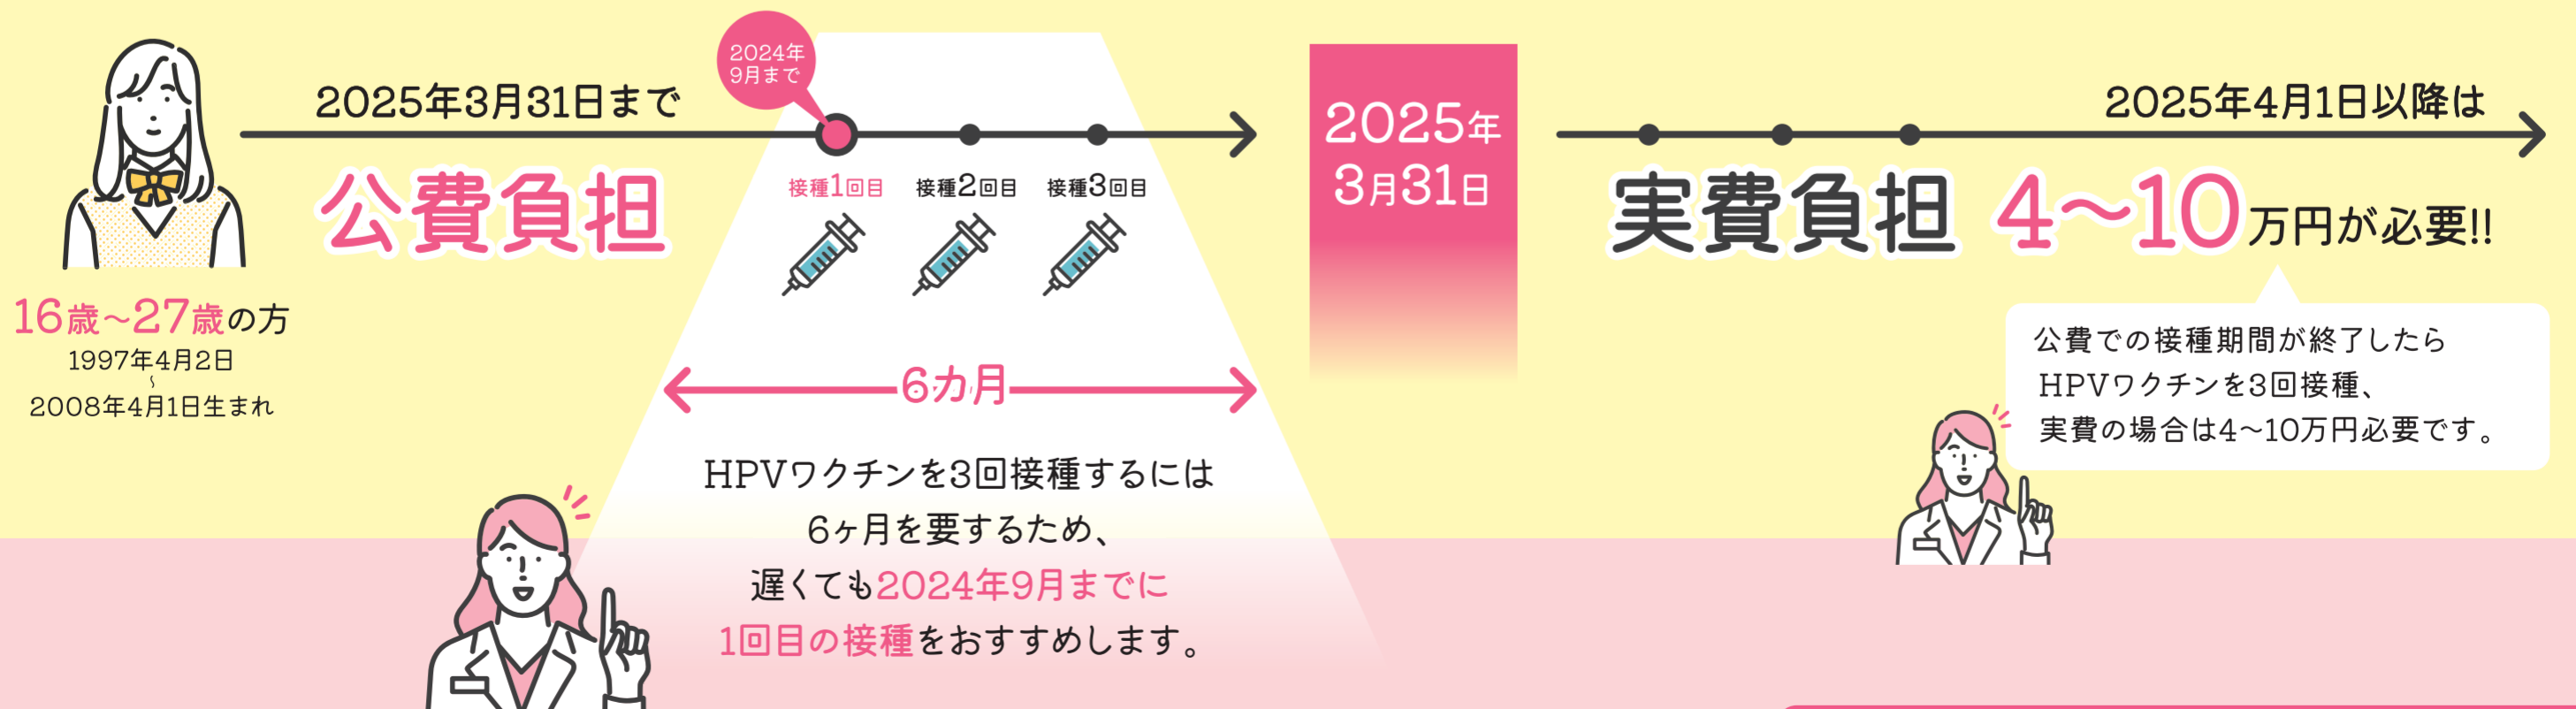 16歳～27歳の方
1997年4月2日
～
2008年4月1日生まれ
2025年3月31日まで
公費負担
2024年
9月まで
接種1回目
接種2回目
接種3回目
6カ月
HPVワクチンを3回接種するには
6ヶ月を要するため、
遅くても2024年9月までに
1回目の接種をおすすめします。
2025年
3月31日
2025年4月1日以降は
実費負担 4～10万円が必要!!
公費での接種期間が終了したら
HPVワクチンを3回接種、
実費の場合は4～10万円必要です。